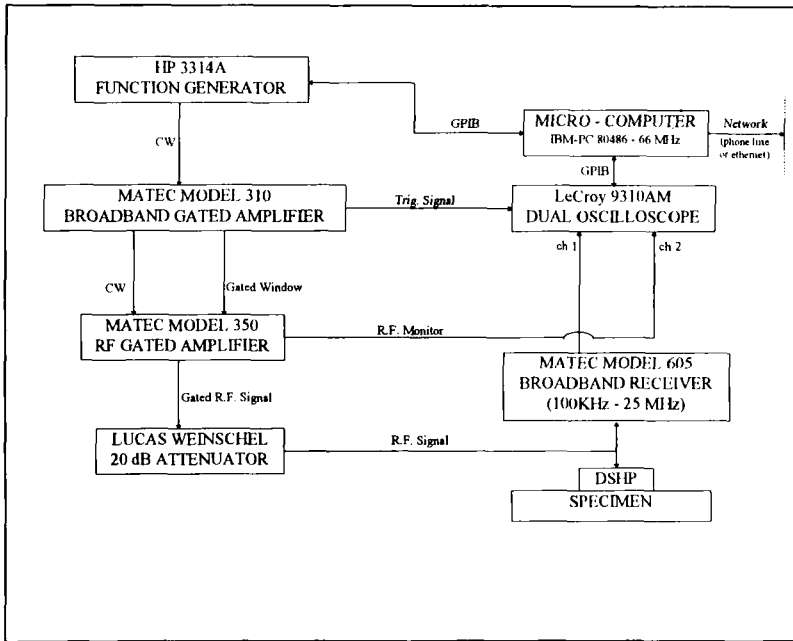 HP 3314A
FUNCTION GENERATOR
GPIB
MICRO - COMPUTER
IBM-PC 80486 - 66 MHz
Network
(phone line
or ethernet)
CW
GPIB
MATEC MODEL 310
BROADBAND GATED AMPLIFIER
Trig. Signal
LeCroy 9310AM
DUAL OSCILLOSCOPE
ch 1
ch 2
CW
Gated Window
MATEC MODEL 350
RF GATED AMPLIFIER
R.F. Monitor
MATEC MODEL 605
BROADBAND RECEIVER
(100KHz - 25 MHz)
Gated R.F. Signal
LUCAS WEINSCHEL
20 dB ATTENUATOR
R.F. Signal
DSHP
SPECIMEN